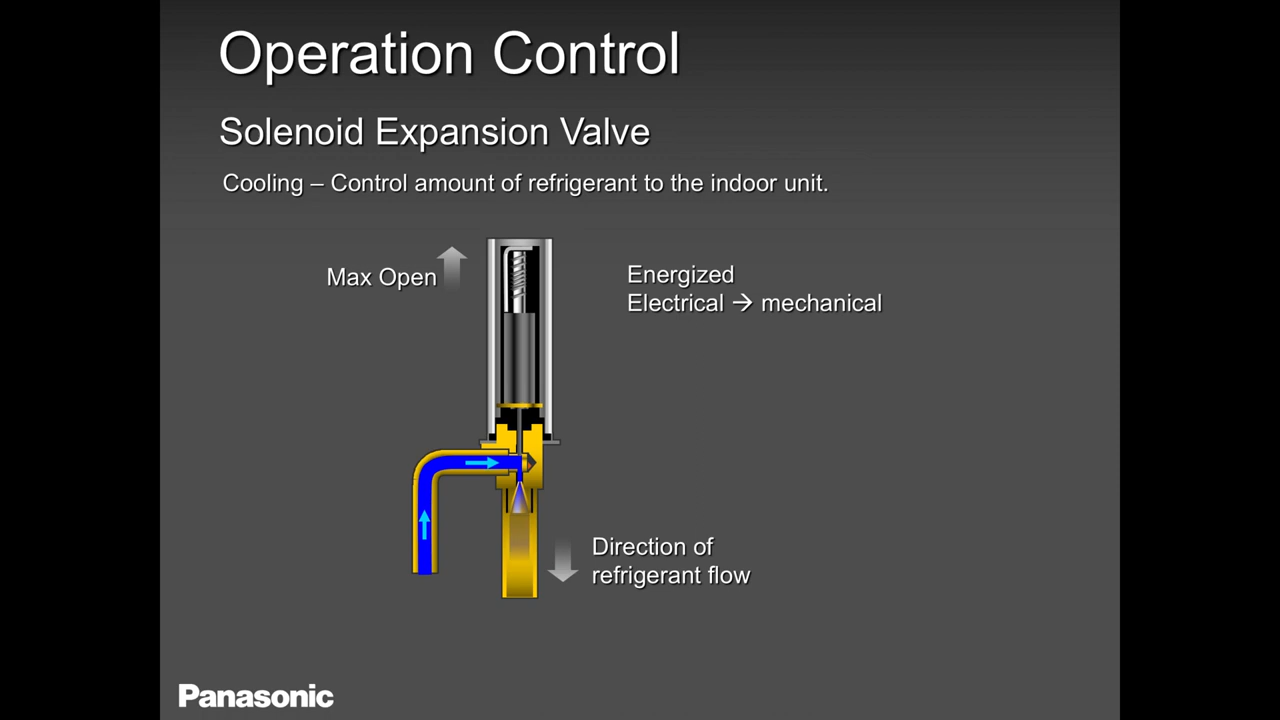 Operation Control
Solenoid Expansion Valve
Cooling – Control amount of refrigerant to the indoor unit.
Max Open
Energized
Electrical → mechanical
Direction of
refrigerant flow
Panasonic